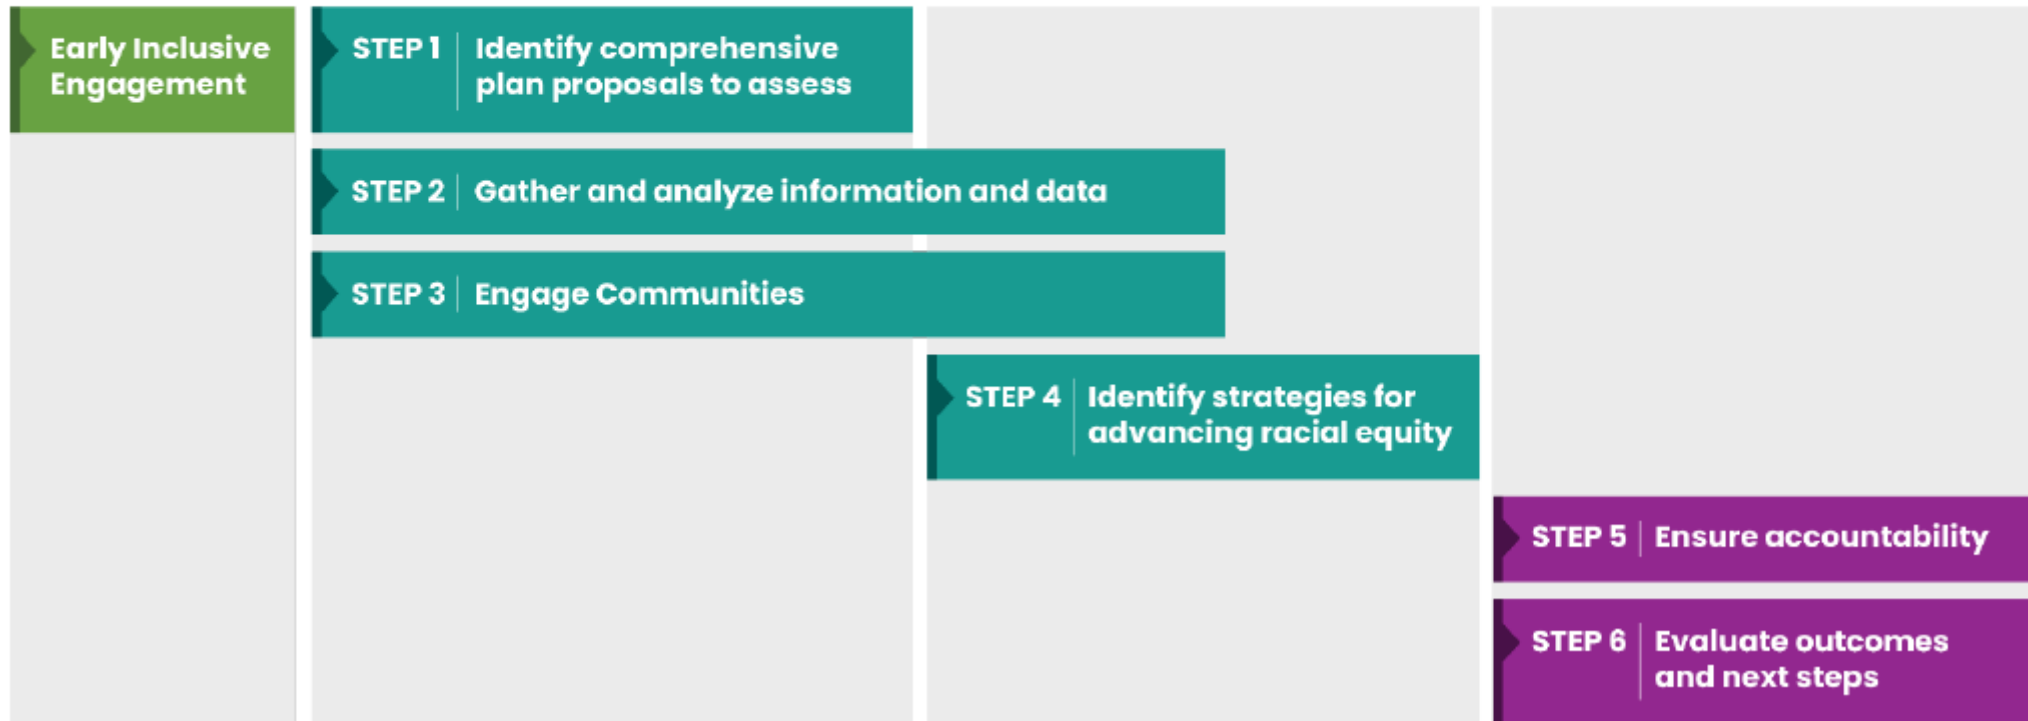 Early Inclusive
Engagement
STEP 1 Identify comprehensive
plan proposals to assess
STEP 2 Gather and analyze information and data
STEP 3 Engage Communities
STEP 4 Identify strategies for
advancing racial equity
STEP 5 Ensure accountability
STEP 6 Evaluate outcomes
and next steps